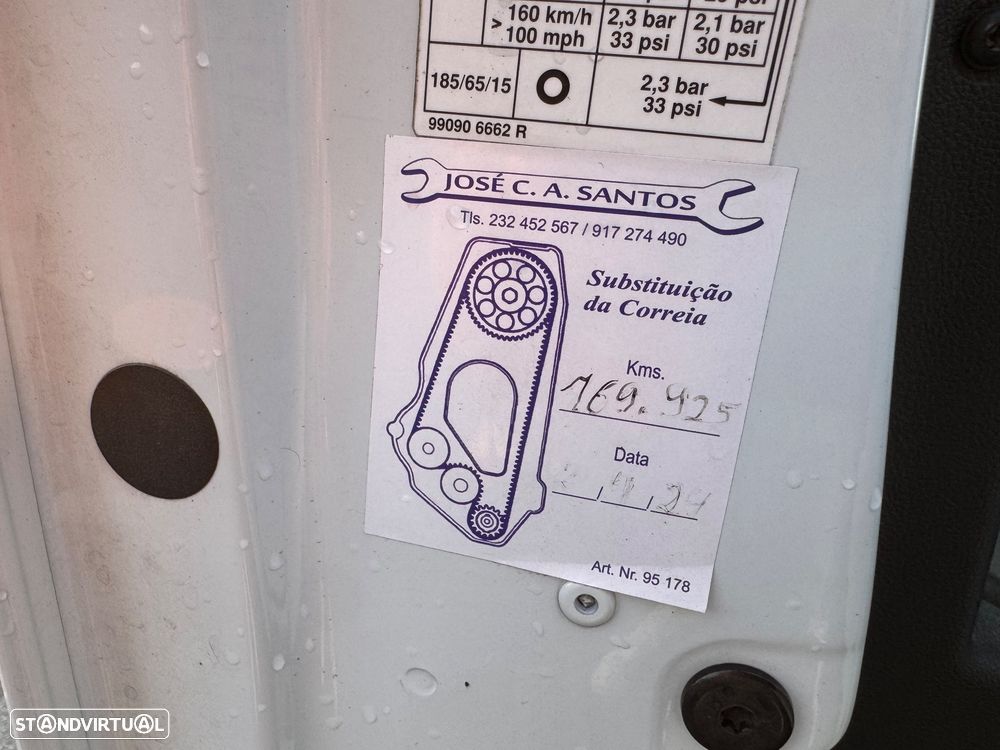 > 160 km/h 2,3 bar 2,1 bar
100 mph 33 psi 30 psi
185/65/15 2,3 bar
33 psi
99090 6662 R
JOSÉ C. A. SANTOS
Tls. 232 452 567 / 917 274 490
Substituição
da Correia
Kms.
169.925
Data
Art. Nr. 95 178
STANDVIRTUAL